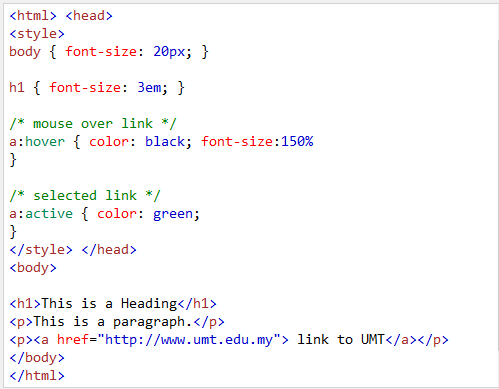 <html> <head>
<style>
body { font-size: 20px; }
h1 { font-size: 3em; }
/* mouse over link */
a:hover { color: black; font-size:150%
}
/* selected link */
a:active { color: green;
}
</style> </head>
<body>
<h1>This is a Heading</h1>
<p>This is a paragraph.</p>
<p><a href="http://www.umt.edu.my"> link to UMT</a></p>
</body>
</html>